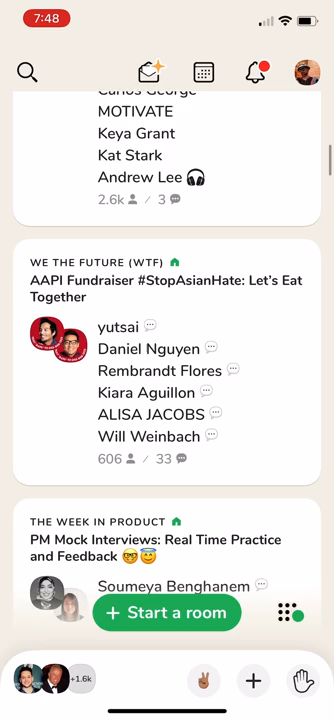 7:48
Carlos George
MOTIVATE
Keya Grant
Kat Stark
Andrew Lee 🎧
2.6k / 3
WE THE FUTURE (WTF)
AAPI Fundraiser #StopAsianHate: Let's Eat
Together
yutsai
Daniel Nguyen
Rembrandt Flores
Kiara Aguillon
ALISA JACOBS
Will Weinbach
606 / 33
THE WEEK IN PRODUCT
PM Mock Interviews: Real Time Practice
and Feedback 🤓😇
Soumeya Benghanem
+ Start a room
+1.6k